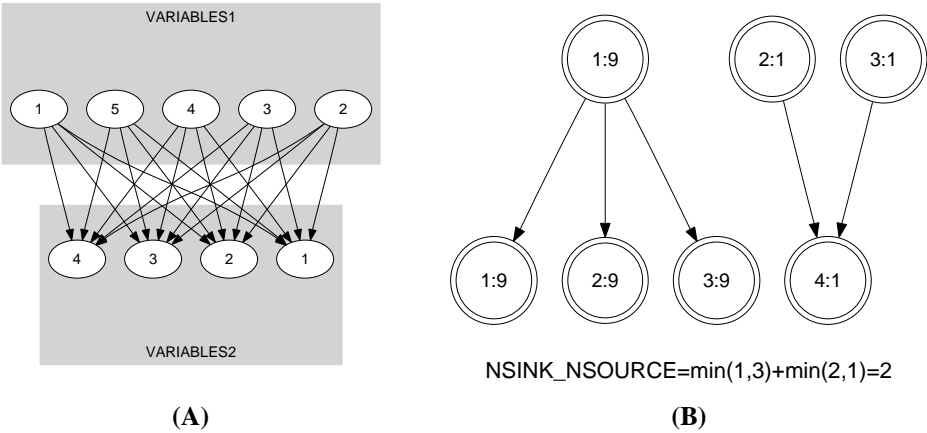 VARIABLES1
1 5 4 3 2
4 3 2 1
VARIABLES2
(A)
1:9 2:1 3:1
1:9 2:9 3:9 4:1
NSINK_NSOURCE=min(1,3)+min(2,1)=2
(B)